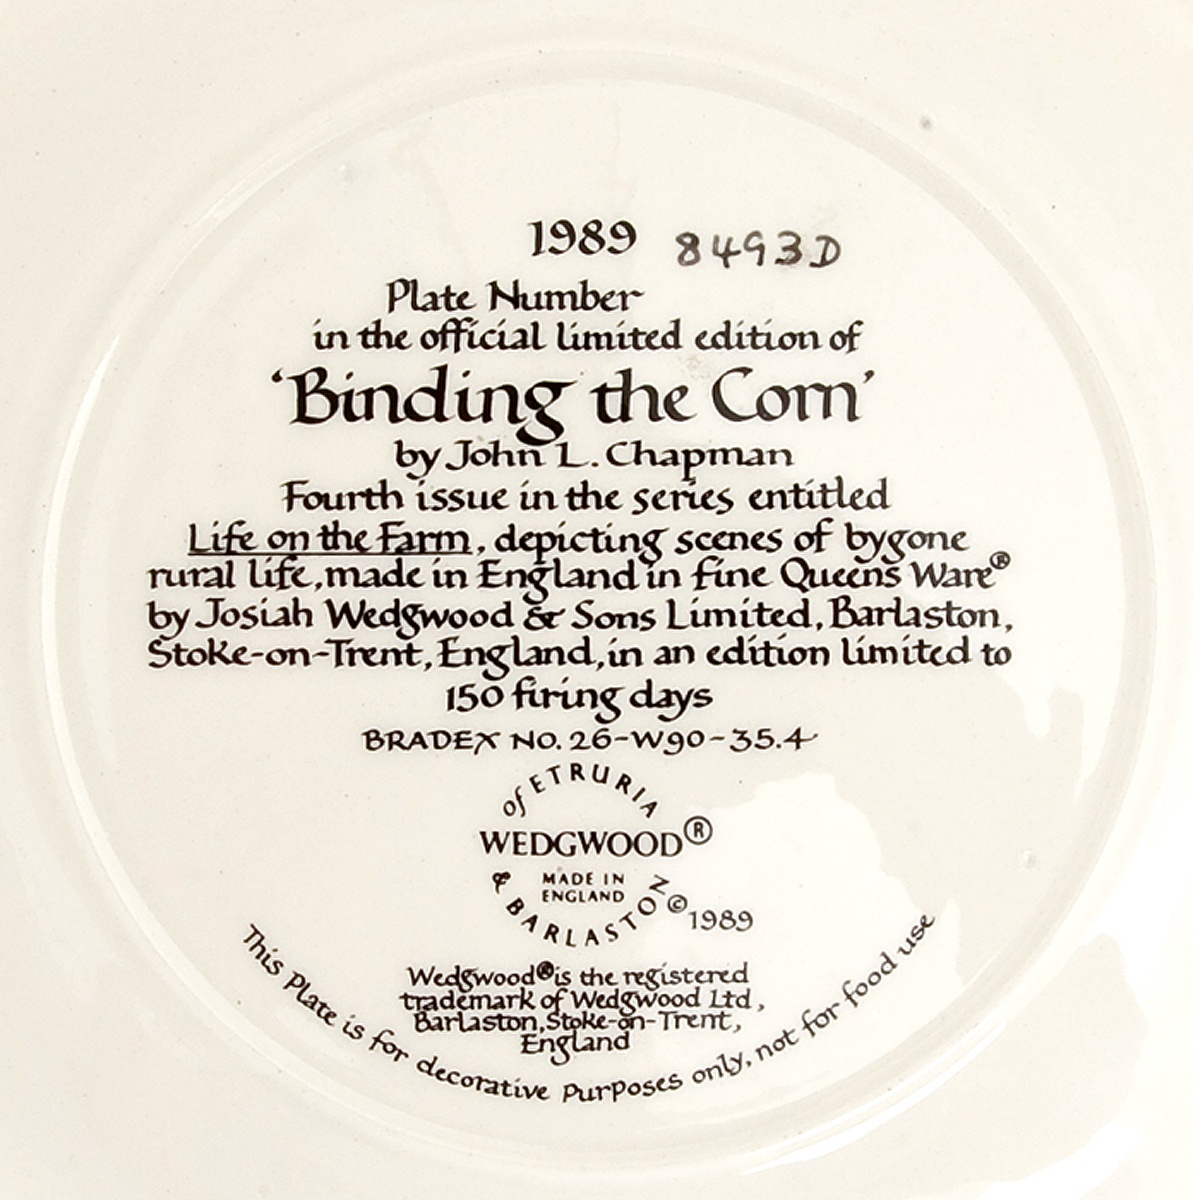 1989 8493D
Plate Number
in the official limited edition of
‘Binding the Corn’
by John L. Chapman
Fourth issue in the series entitled
Life on the Farm, depicting scenes of bygone
rural life, made in England in fine Queens Ware®
by Josiah Wedgwood & Sons Limited, Barlaston,
Stoke-on-Trent, England, in an edition limited to
150 firing days
BRADEX NO. 26-W90-35.4
of ETRURIA
WEDGWOOD®
MADE IN
ENGLAND
& BARLASTON
© 1989
Wedgwood® is the registered
trademark of Wedgwood Ltd,
Barlaston, Stoke-on-Trent,
England
This Plate is for decorative purposes only, not for food use